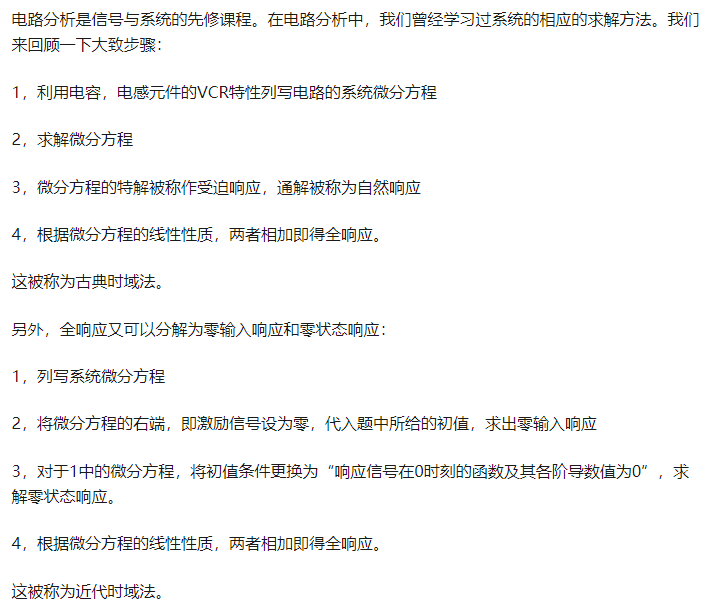 电路分析是信号与系统的先修课程。在电路分析中，我们曾经学习过系统的相应的求解方法。我们
来回顾一下大致步骤：
1，利用电容，电感元件的VCR特性列写电路的系统微分方程
2，求解微分方程
3，微分方程的特解被称作受迫响应，通解被称为自然响应
4，根据微分方程的线性性质，两者相加即得全响应。
这被称为古典时域法。
另外，全响应又可以分解为零输入响应和零状态响应：
1，列写系统微分方程
2，将微分方程的右端，即激励信号设为零，代入题中所给的初值，求出零输入响应
3，对于1中的微分方程，将初值条件更换为“响应信号在0时刻的函数及其各阶导数值为0”，求
解零状态响应。
4，根据微分方程的线性性质，两者相加即得全响应。
这被称为近代时域法。